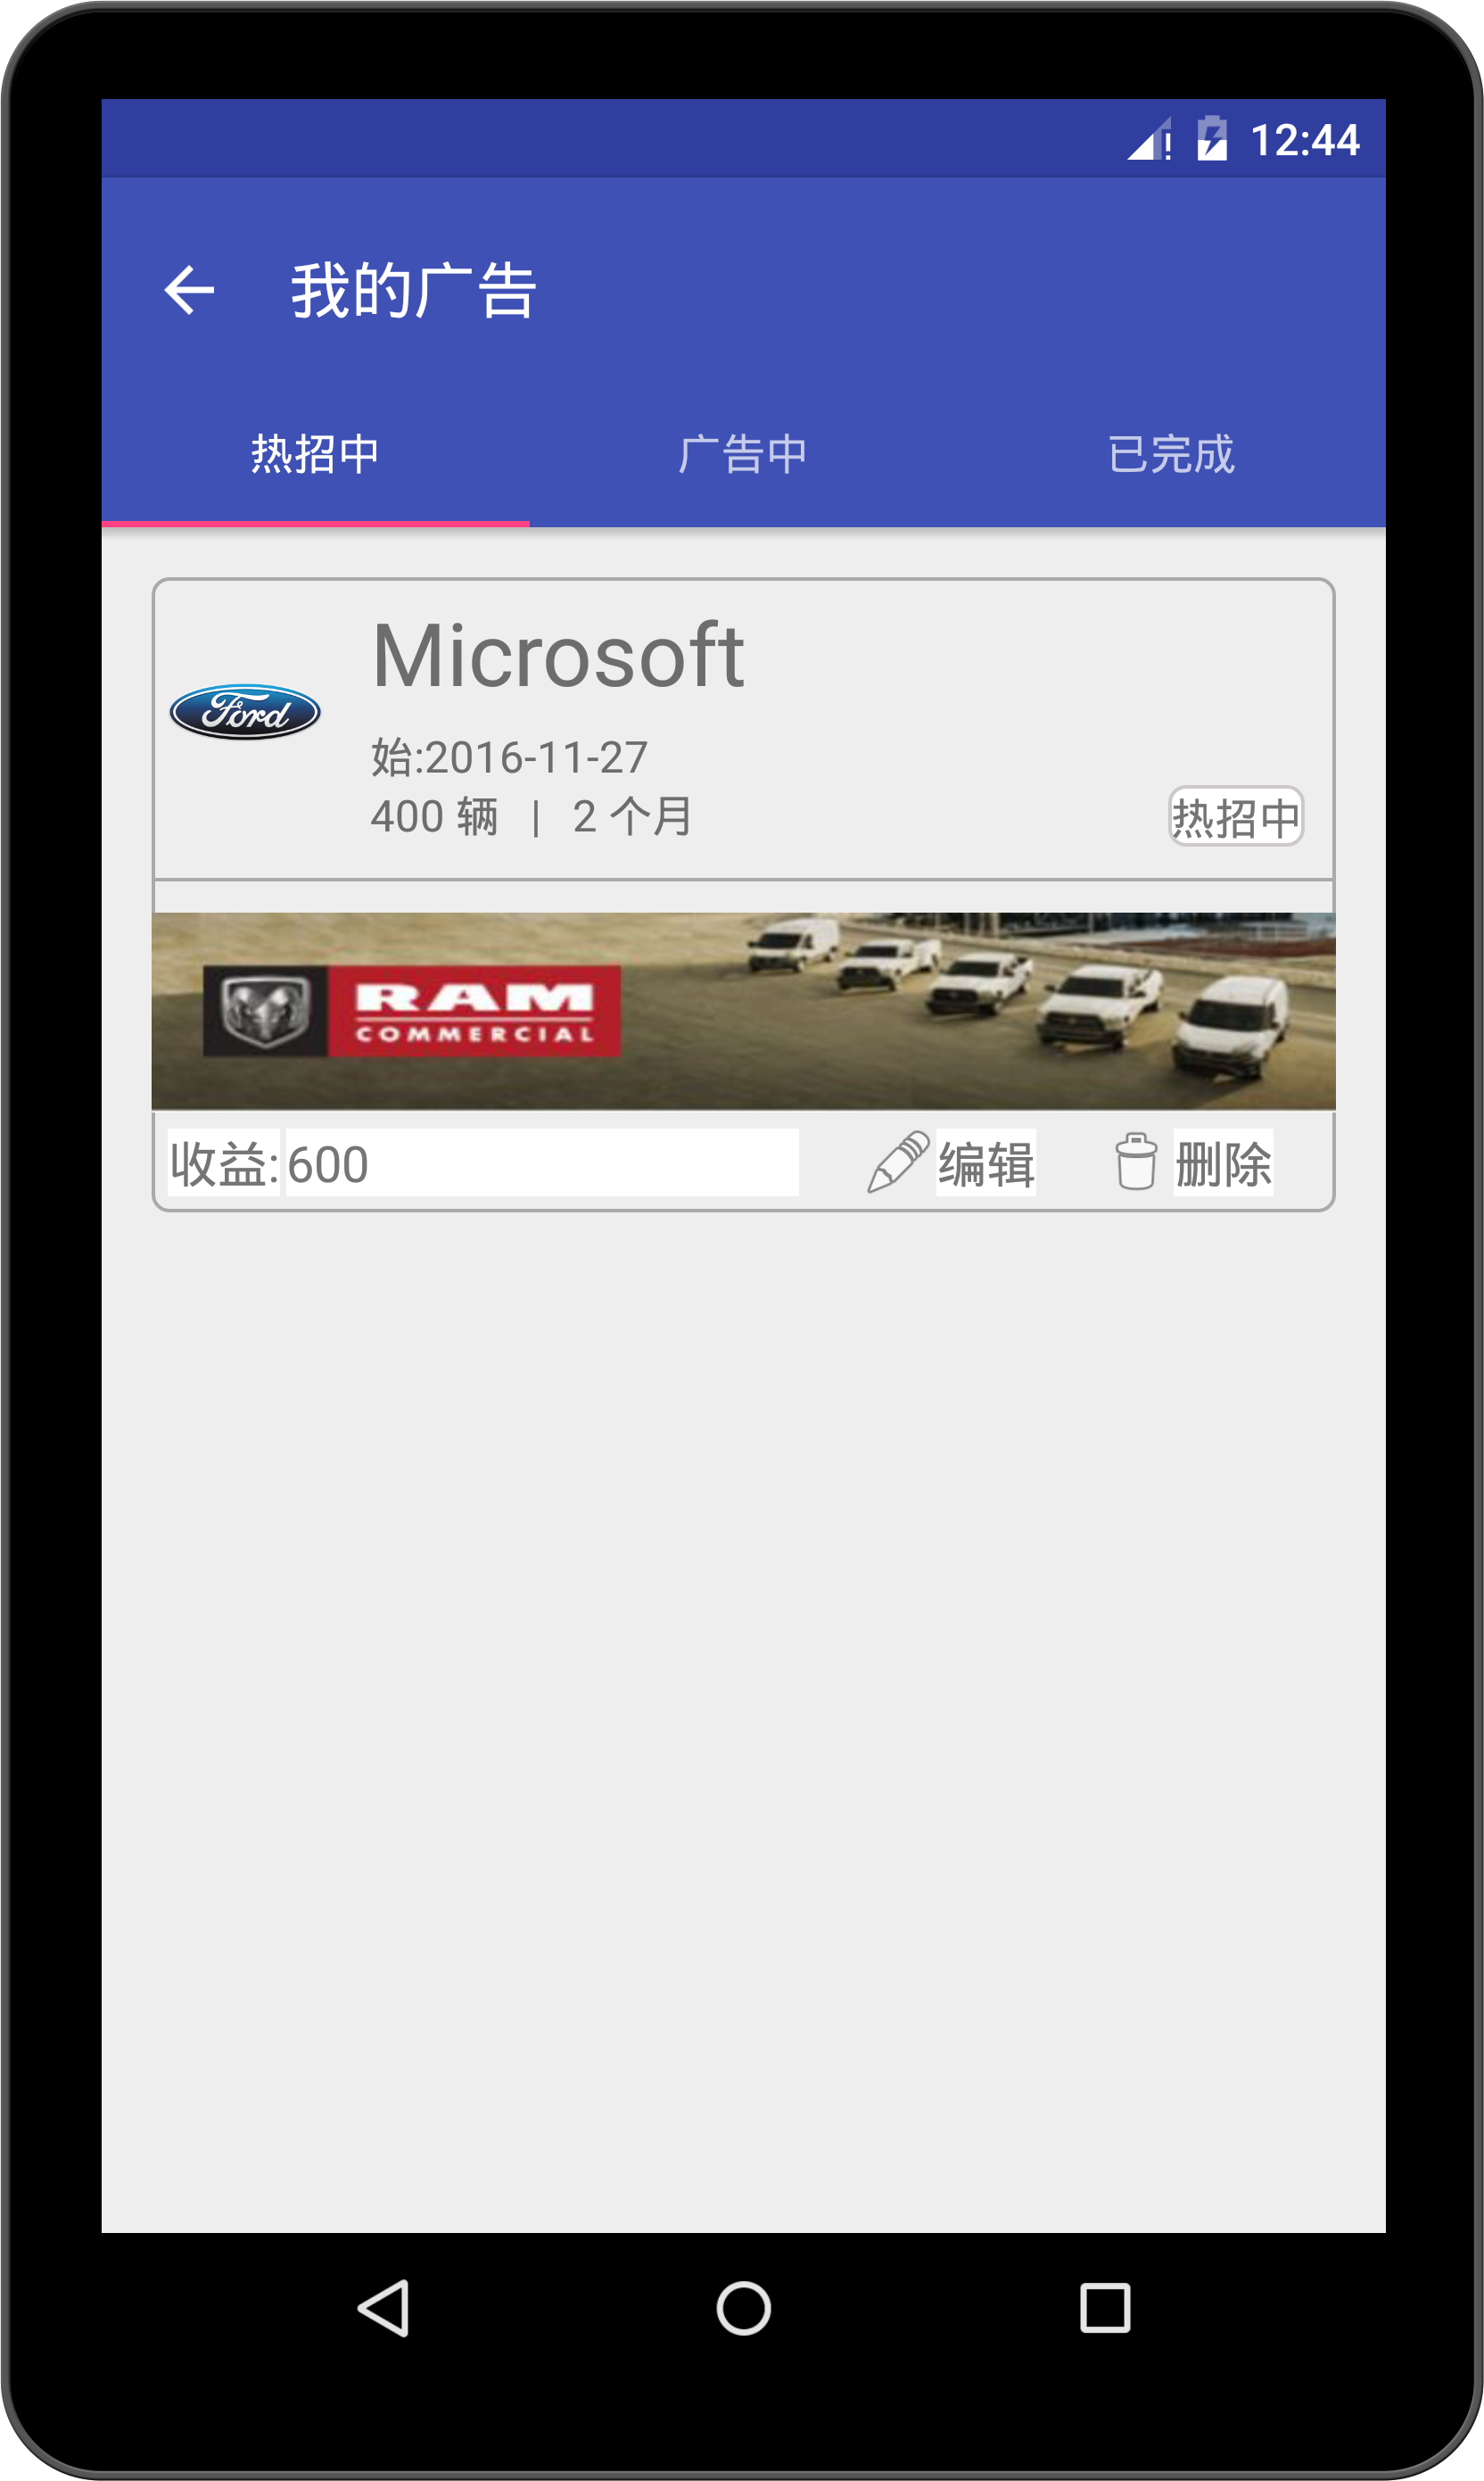 12:44
我的广告
热招中
广告中
已完成
Microsoft
Ford
始:2016-11-27
400 辆 | 2 个月
热招中
RAM
COMMERCIAL
收益:600
编辑
删除